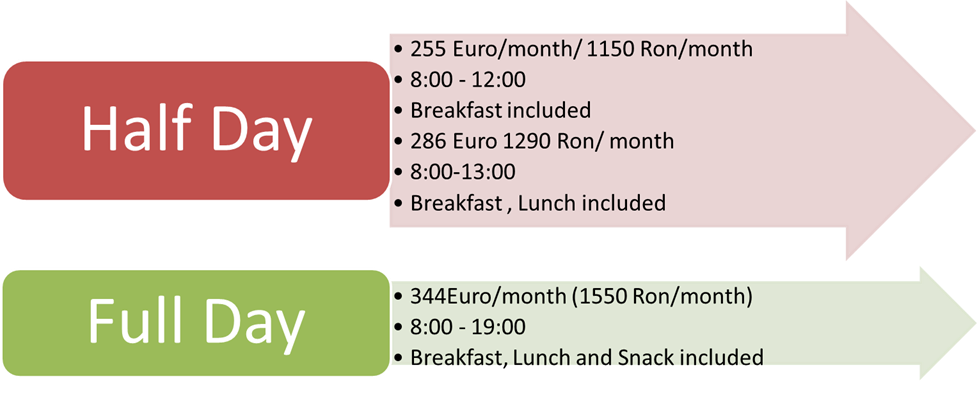 Half Day
• 255 Euro/month/ 1150 Ron/month
• 8:00 - 12:00
• Breakfast included
• 286 Euro 1290 Ron/ month
• 8:00-13:00
• Breakfast , Lunch included
Full Day
• 344Euro/month (1550 Ron/month)
• 8:00 - 19:00
• Breakfast, Lunch and Snack included